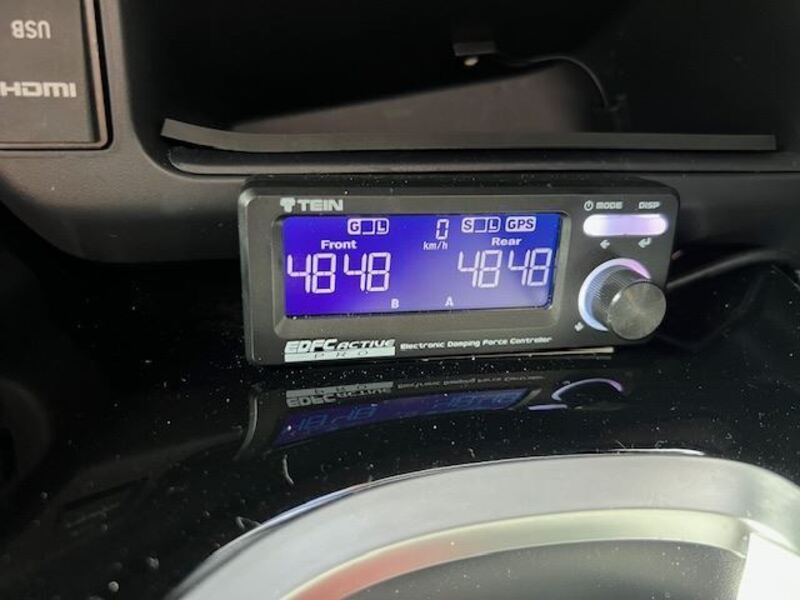 USB
HDMI
TEIN
MODE DISP
G L 0 S L GPS
Front km/h Rear
48 48 48 48
B A
EDFC ACTIVE
PRO
Electronic Damping Force Controller